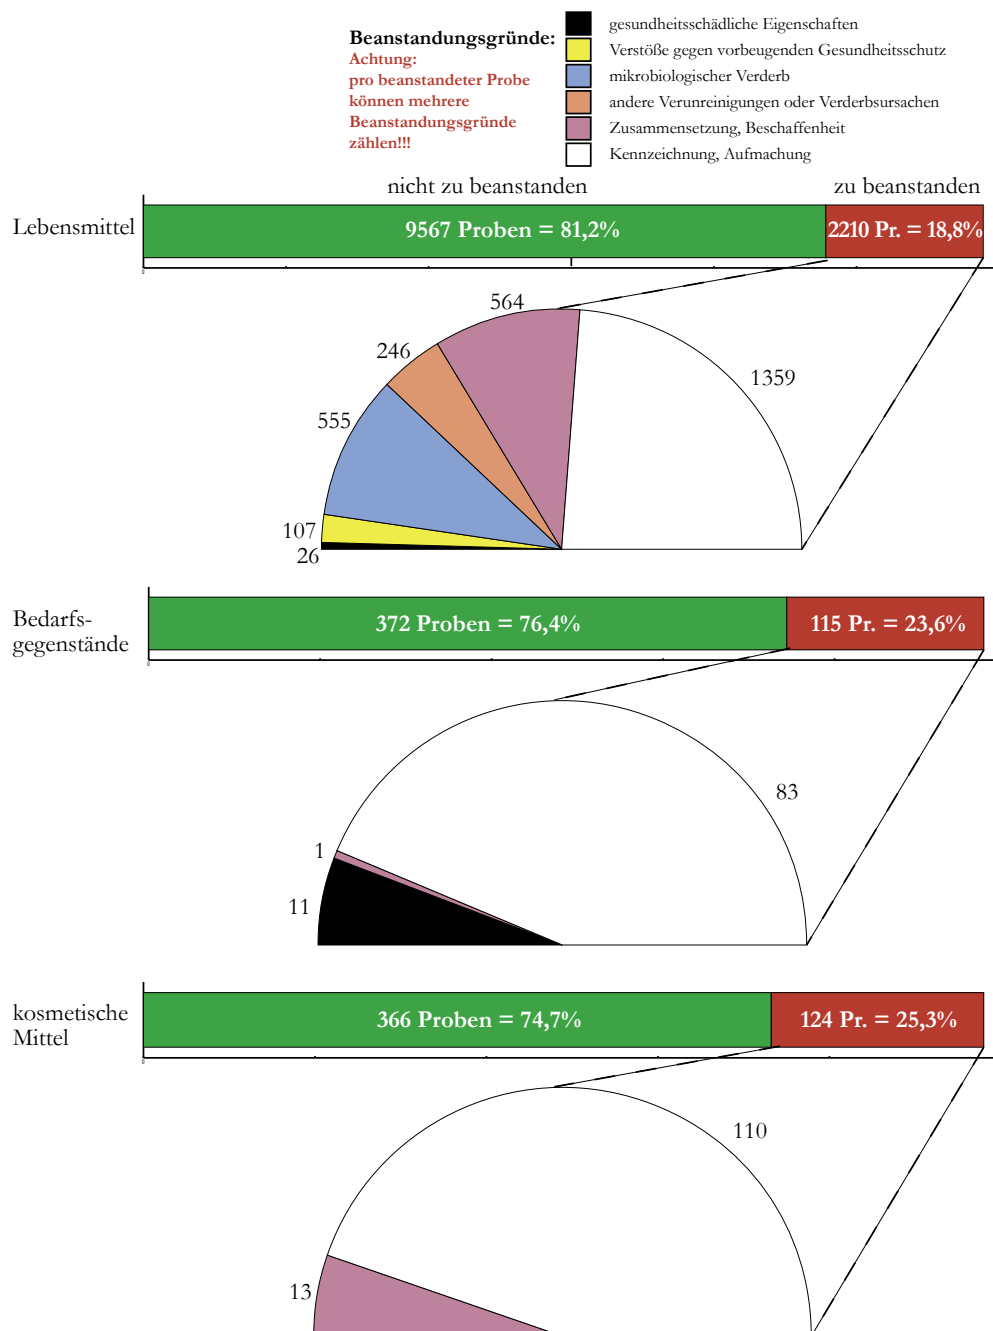 Beanstandungsgründe:
Achtung:
pro beanstandeter Probe
können mehrere
Beanstandungsgründe
zählen!!!
gesundheitsschädliche Eigenschaften
Verstöße gegen vorbeugenden Gesundheitsschutz
mikrobiologischer Verderb
andere Verunreinigungen oder Verderbsursachen
Zusammensetzung, Beschaffenheit
Kennzeichnung, Aufmachung
nicht zu beanstanden
zu beanstanden
Lebensmittel
9567 Proben = 81,2%
2210 Pr. = 18,8%
0
564
246
1359
555
107
26
Bedarfs-
gegenstände
372 Proben = 76,4%
115 Pr. = 23,6%
0
83
1
11
kosmetische
Mittel
366 Proben = 74,7%
124 Pr. = 25,3%
0
110
13